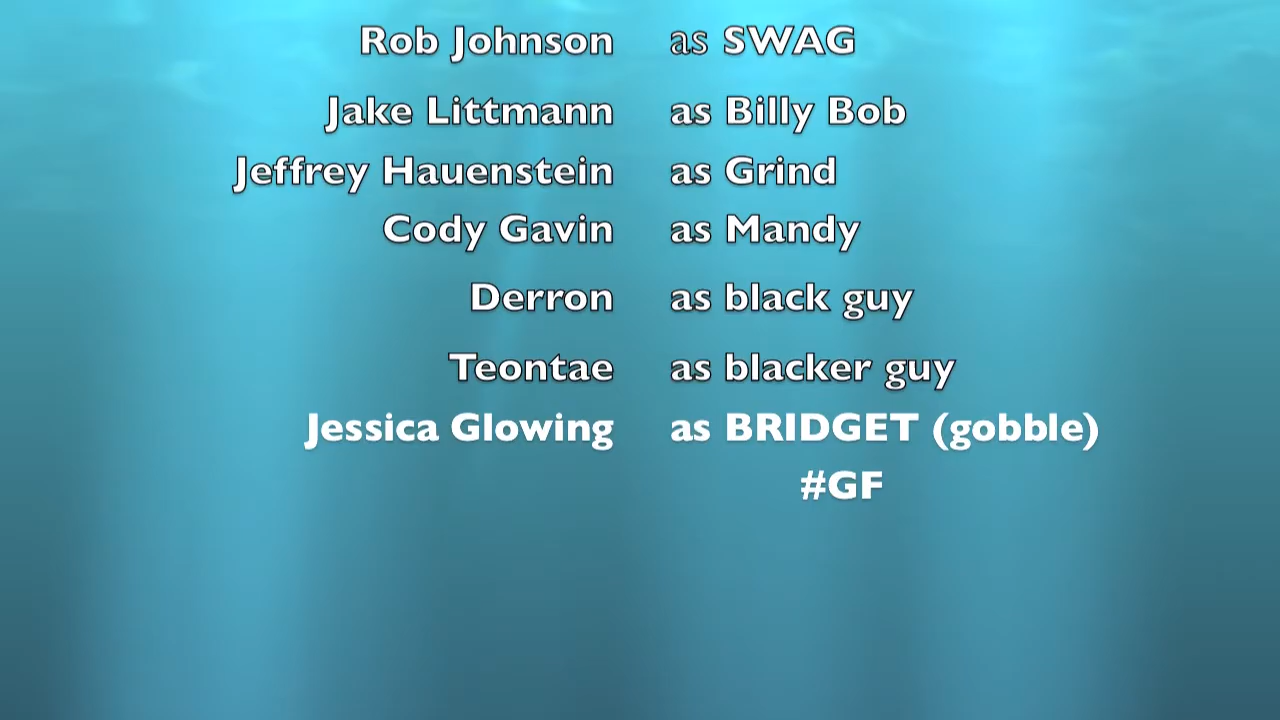 Rob Johnson as SWAG
Jake Littmann as Billy Bob
Jeffrey Hauenstein as Grind
Cody Gavin as Mandy
Derron as black guy
Teontae as blacker guy
Jessica Glowing as BRIDGET (gobble)
#GF